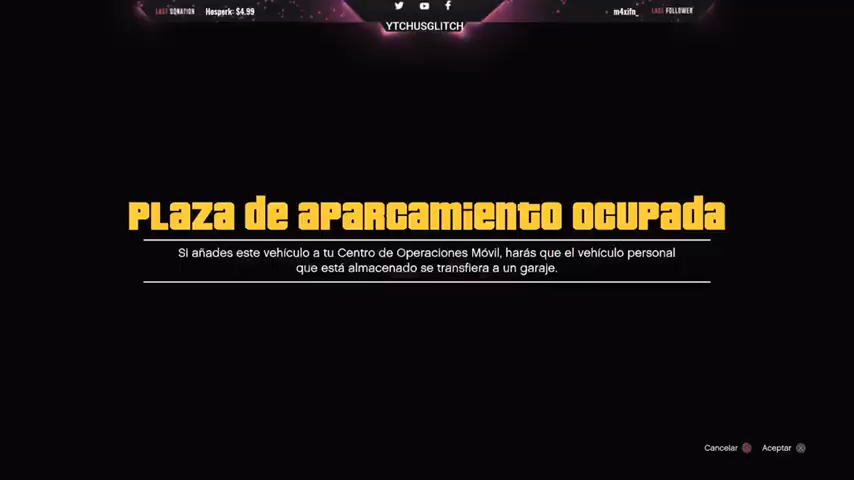 LAST DONATION Hesperk: $4.99
m4xifn_ LAST FOLLOWER
YTCHUSGLITCH
PLAZA DE APARCAMIENTO OCUPADA
Si añades este vehículo a tu Centro de Operaciones Móvil, harás que el vehículo personal
que está almacenado se transfiera a un garaje.
Cancelar Aceptar